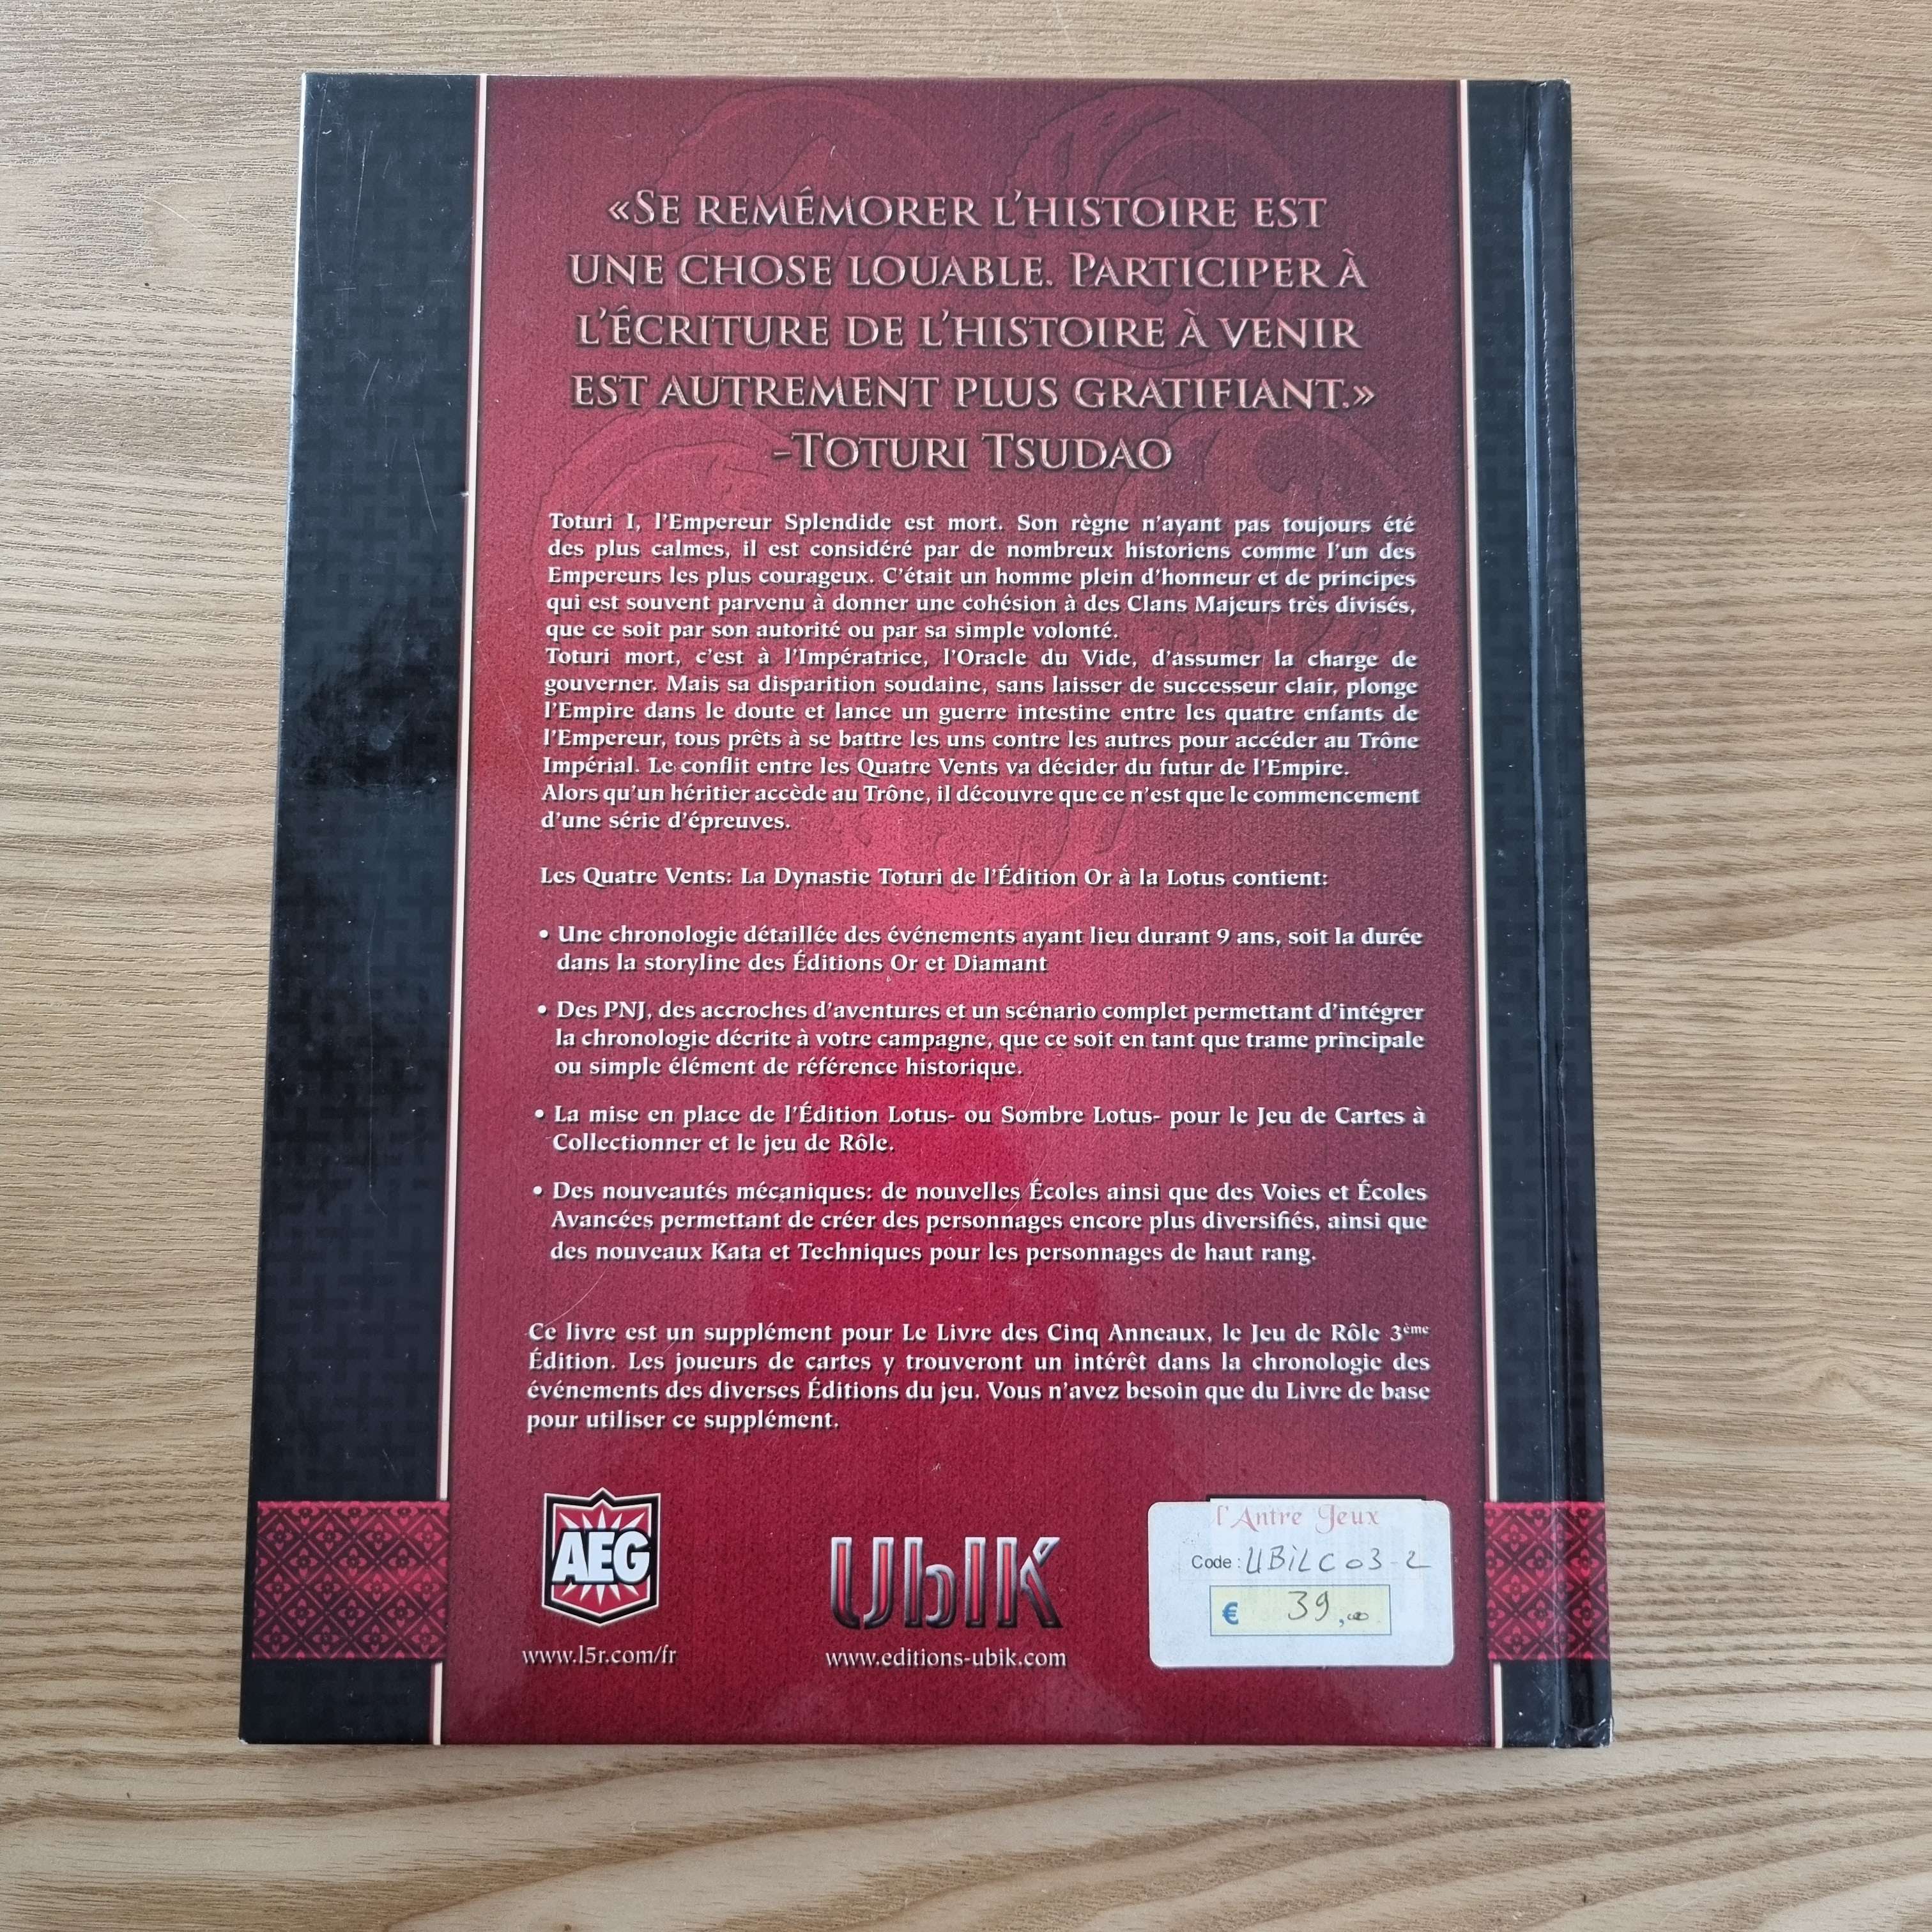 «Se remémorer l'histoire est
une chose louable. Participer à
l'écriture de l'histoire à venir
est autrement plus gratifiant.»
-Toturi Tsudao
Toturi I, l'Empereur Splendide est mort. Son règne n'ayant pas toujours été
des plus calmes, il est considéré par de nombreux historiens comme l'un des
Empereurs les plus courageux. C'était un homme plein d'honneur et de principes
qui est souvent parvenu à donner une cohésion à des Clans Majeurs très divisés,
que ce soit par son autorité ou par sa simple volonté.
Toturi mort, c'est à l'Impératrice, l'Oracle du Vide, d'assumer la charge de
gouverner. Mais sa disparition soudaine, sans laisser de successeur clair, plonge
l'Empire dans le doute et lance un guerre intestine entre les quatre enfants de
l'Empereur, tous prêts à se battre les uns contre les autres pour accéder au Trône
Impérial. Le conflit entre les Quatre Vents va décider du futur de l'Empire.
Alors qu'un héritier accède au Trône, il découvre que ce n'est que le commencement
d'une série d'épreuves.
Les Quatre Vents: La Dynastie Toturi de l'Édition Or à la Lotus contient:
• Une chronologie détaillée des événements ayant lieu durant 9 ans, soit la durée
dans la storyline des Éditions Or et Diamant
• Des PNJ, des accroches d'aventures et un scénario complet permettant d'intégrer
la chronologie décrite à votre campagne, que ce soit en tant que trame principale
ou simple élément de référence historique.
• La mise en place de l'Édition Lotus- ou Sombre Lotus- pour le Jeu de Cartes à
Collectionner et le jeu de Rôle.
• Des nouveautés mécaniques: de nouvelles Écoles ainsi que des Voies et Écoles
Avancées permettant de créer des personnages encore plus diversifiés, ainsi que
des nouveaux Kata et Techniques pour les personnages de haut rang.
Ce livre est un supplément pour Le Livre des Cinq Anneaux, le Jeu de Rôle 3ème
Édition. Les joueurs de cartes y trouveront un intérêt dans la chronologie des
événements des diverses Éditions du jeu. Vous n'avez besoin que du Livre de base
pour utiliser ce supplément.
AEG
www.l5r.com/fr
UbIK
www.editions-ubik.com
l'Antre Jeux
Code : UBILC03-2
€ 39,00